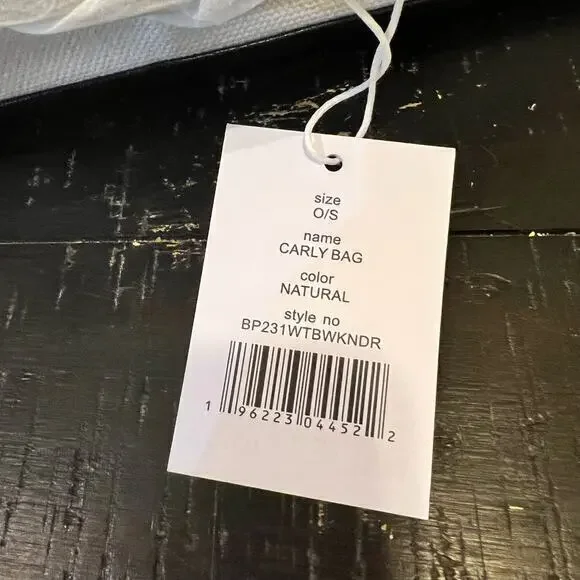 size
O/S
name
CARLY BAG
color
NATURAL
style no
BP231WTBWKNDR
1 96223 04452 2